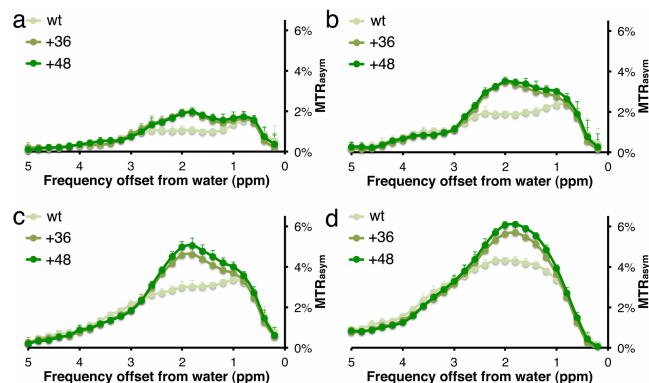 a
wt
+36
+48
6%
4%
2%
0%
MTRasym
5 4 3 2 1 0
Frequency offset from water (ppm)
b
wt
+36
+48
6%
4%
2%
0%
MTRasym
5 4 3 2 1 0
Frequency offset from water (ppm)
c
wt
+36
+48
6%
4%
2%
0%
MTRasym
5 4 3 2 1 0
Frequency offset from water (ppm)
d
wt
+36
+48
6%
4%
2%
0%
MTRasym
5 4 3 2 1 0
Frequency offset from water (ppm)